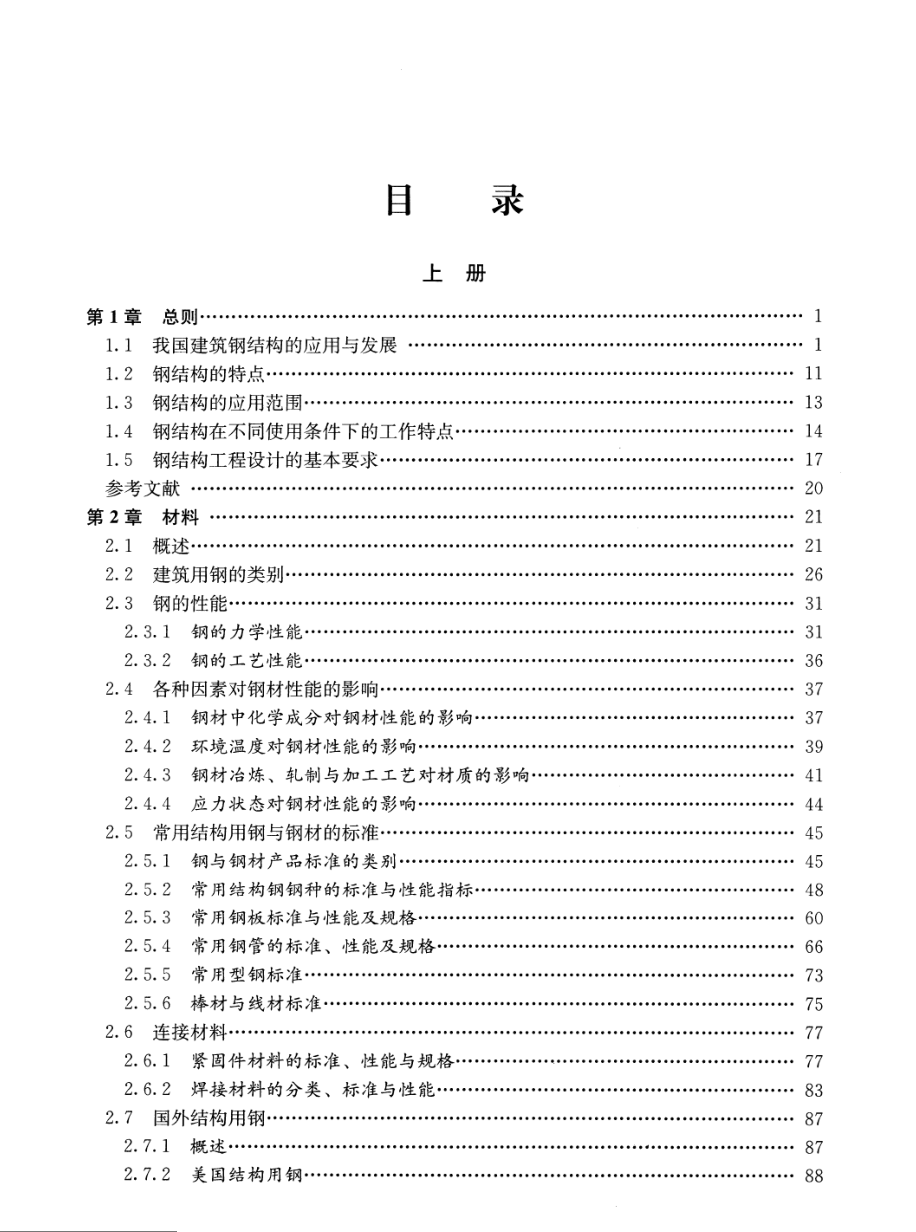 目 录
上 册
第1章 总则…………………………………………………………………… 1
1.1 我国建筑钢结构的应用与发展 …………………………………………… 1
1.2 钢结构的特点…………………………………………………………… 11
1.3 钢结构的应用范围……………………………………………………… 13
1.4 钢结构在不同使用条件下的工作特点………………………………… 14
1.5 钢结构工程设计的基本要求…………………………………………… 17
参考文献 …………………………………………………………………… 20
第2章 材料 ………………………………………………………………… 21
2.1 概述……………………………………………………………………… 21
2.2 建筑用钢的类别………………………………………………………… 26
2.3 钢的性能………………………………………………………………… 31
2.3.1 钢的力学性能………………………………………………………… 31
2.3.2 钢的工艺性能………………………………………………………… 36
2.4 各种因素对钢材性能的影响…………………………………………… 37
2.4.1 钢材中化学成分对钢材性能的影响………………………………… 37
2.4.2 环境温度对钢材性能的影响………………………………………… 39
2.4.3 钢材冶炼、轧制与加工工艺对材质的影响………………………… 41
2.4.4 应力状态对钢材性能的影响………………………………………… 44
2.5 常用结构用钢与钢材的标准…………………………………………… 45
2.5.1 钢与钢材产品标准的类别…………………………………………… 45
2.5.2 常用结构钢钢种的标准与性能指标………………………………… 48
2.5.3 常用钢板标准与性能及规格………………………………………… 60
2.5.4 常用钢管的标准、性能及规格……………………………………… 66
2.5.5 常用型钢标准………………………………………………………… 73
2.5.6 棒材与线材标准……………………………………………………… 75
2.6 连接材料………………………………………………………………… 77
2.6.1 紧固件材料的标准、性能与规格…………………………………… 77
2.6.2 焊接材料的分类、标准与性能……………………………………… 83
2.7 国外结构用钢…………………………………………………………… 87
2.7.1 概述…………………………………………………………………… 87
2.7.2 美国结构用钢………………………………………………………… 88